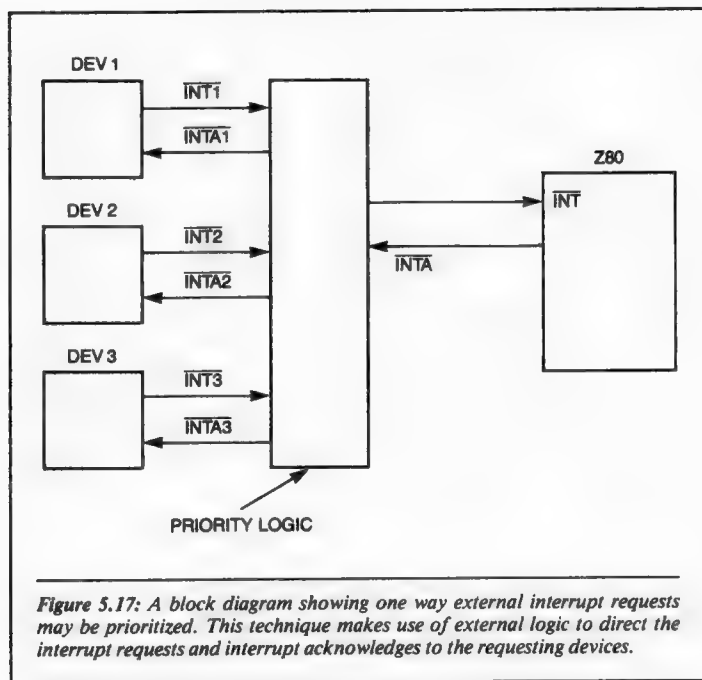 DEV 1
INT1
INTA1
DEV 2
INT2
INTA2
DEV 3
INT3
INTA3
Z80
INT
INTA
PRIORITY LOGIC
Figure 5.17: A block diagram showing one way external interrupt requests
may be prioritized. This technique makes use of external logic to direct the
interrupt requests and interrupt acknowledges to the requesting devices.